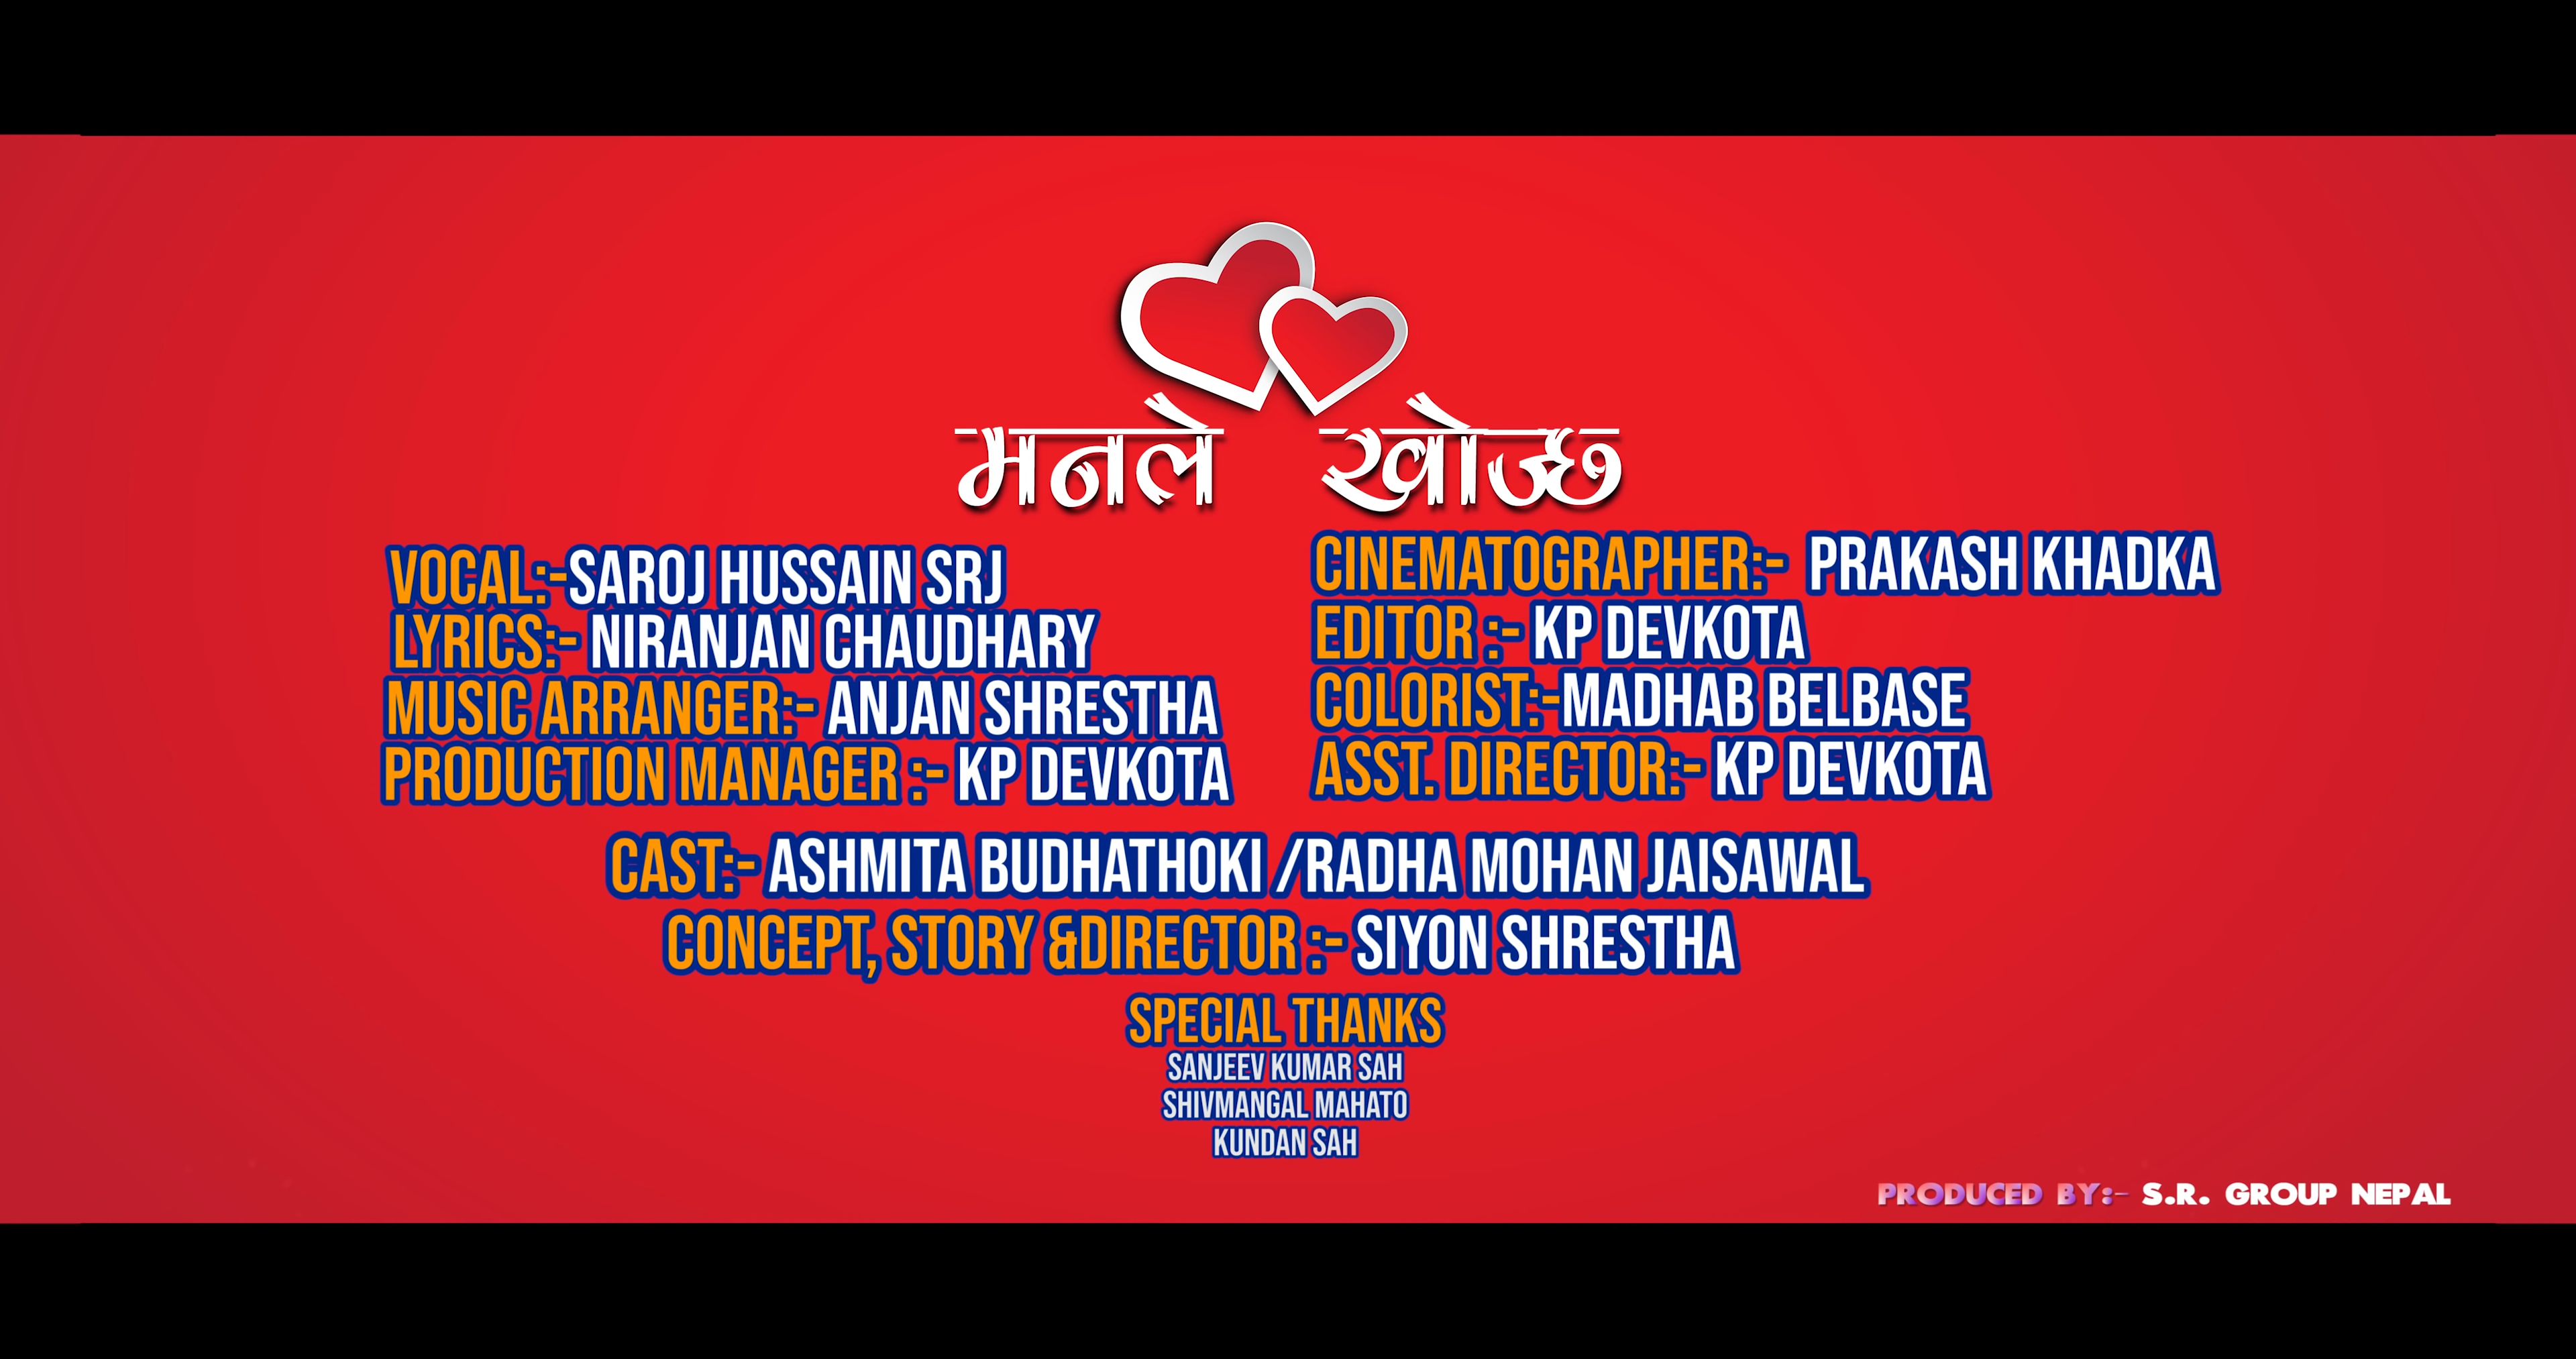 मनले खोज्छ
VOCAL:-SAROJ HUSSAIN SRJ
LYRICS:- NIRANJAN CHAUDHARY
MUSIC ARRANGER:- ANJAN SHRESTHA
PRODUCTION MANAGER :- KP DEVKOTA
CINEMATOGRAPHER:- PRAKASH KHADKA
EDITOR :- KP DEVKOTA
COLORIST:-MADHAB BELBASE
ASST. DIRECTOR:- KP DEVKOTA
CAST:- ASHMITA BUDHATHOKI /RADHA MOHAN JAISAWAL
CONCEPT, STORY &DIRECTOR :- SIYON SHRESTHA
SPECIAL THANKS
SANJEEV KUMAR SAH
SHIVMANGAL MAHATO
KUNDAN SAH
PRODUCED BY:- S.R. GROUP NEPAL